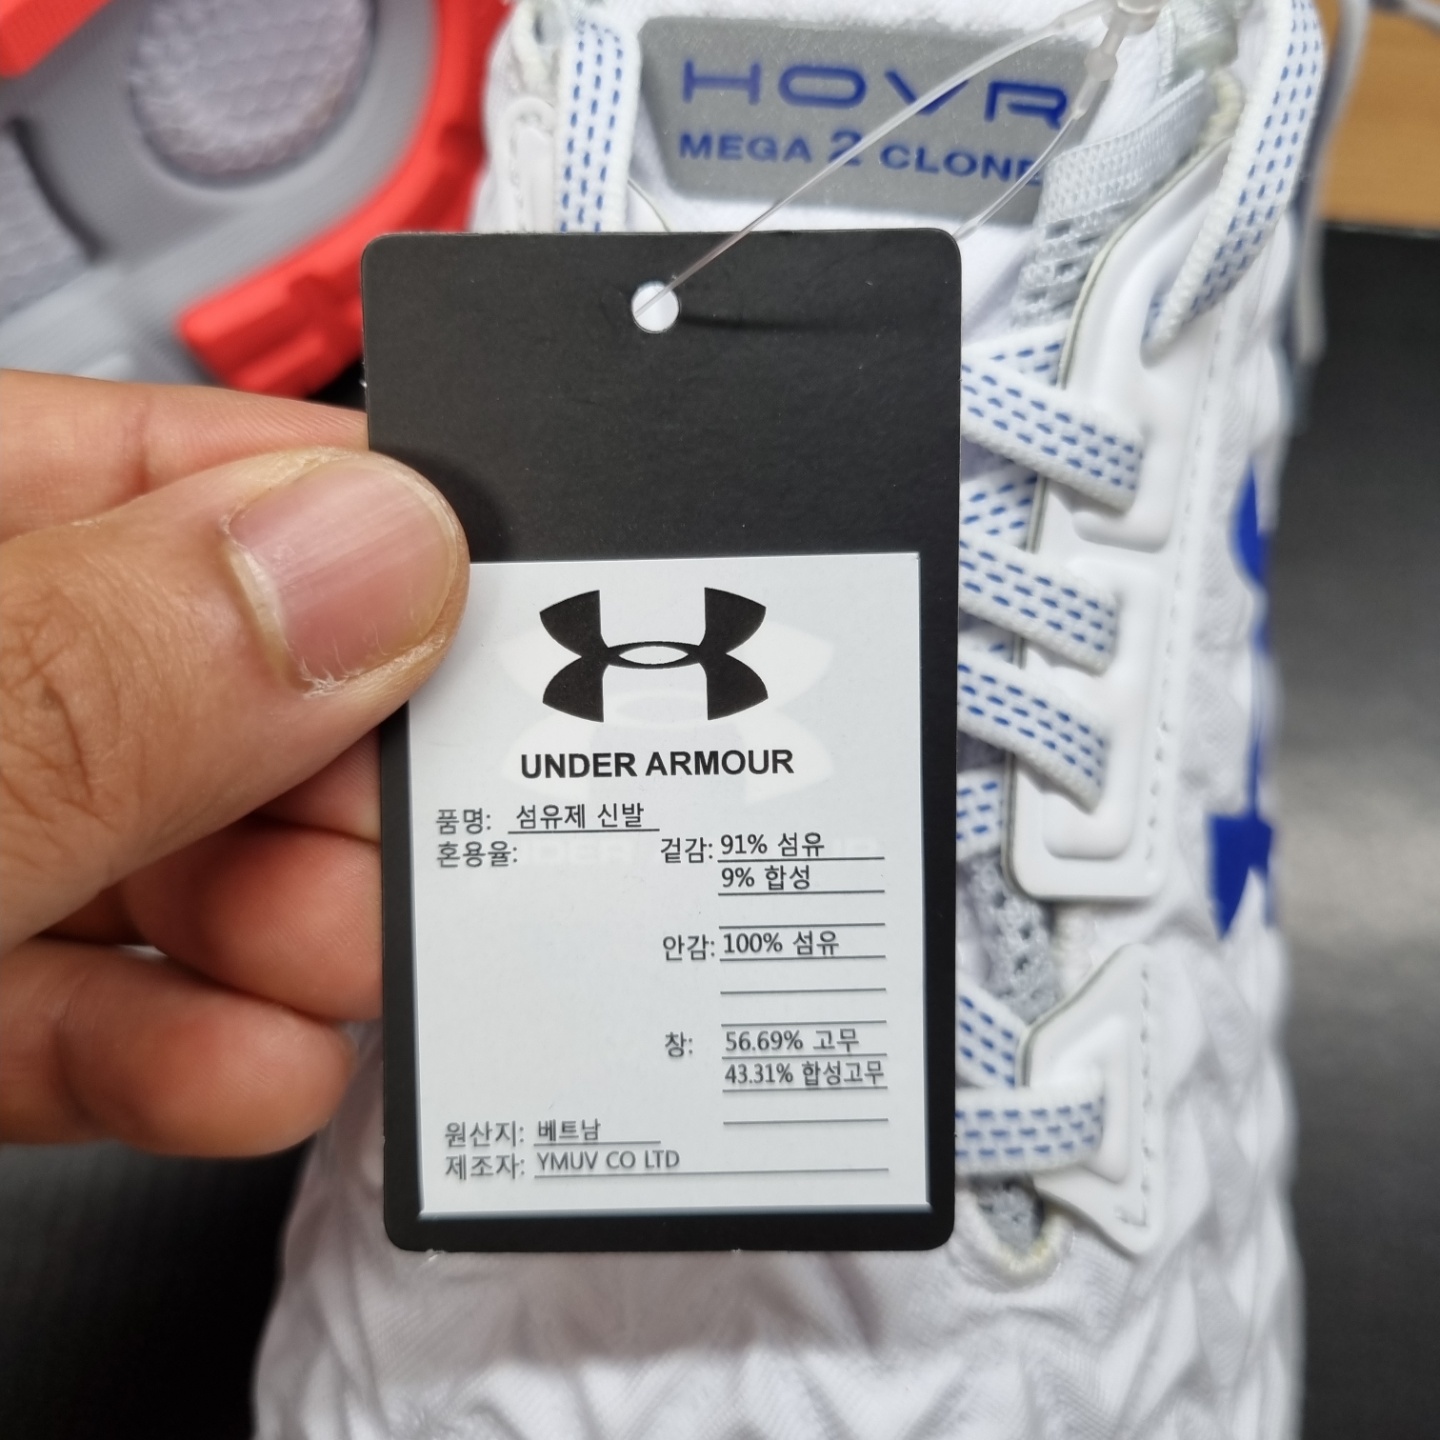 HOVR
MEGA 2 CLONE
UNDER ARMOUR
품명: 섬유제 신발
혼용율: 겉감: 91% 섬유
9% 합성
안감: 100% 섬유
창: 56.69% 고무
43.31% 합성고무
원산지: 베트남
제조자: YMUV CO LTD